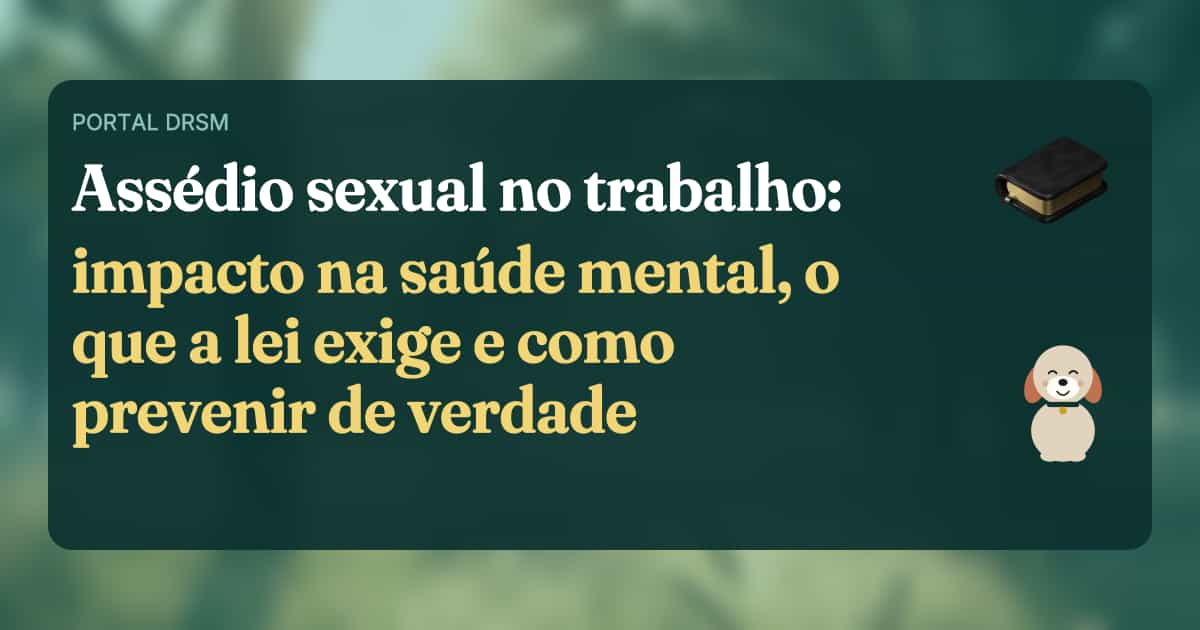 PORTAL DRSM
Assédio sexual no trabalho:
impacto na saúde mental, o
que a lei exige e como
prevenir de verdade